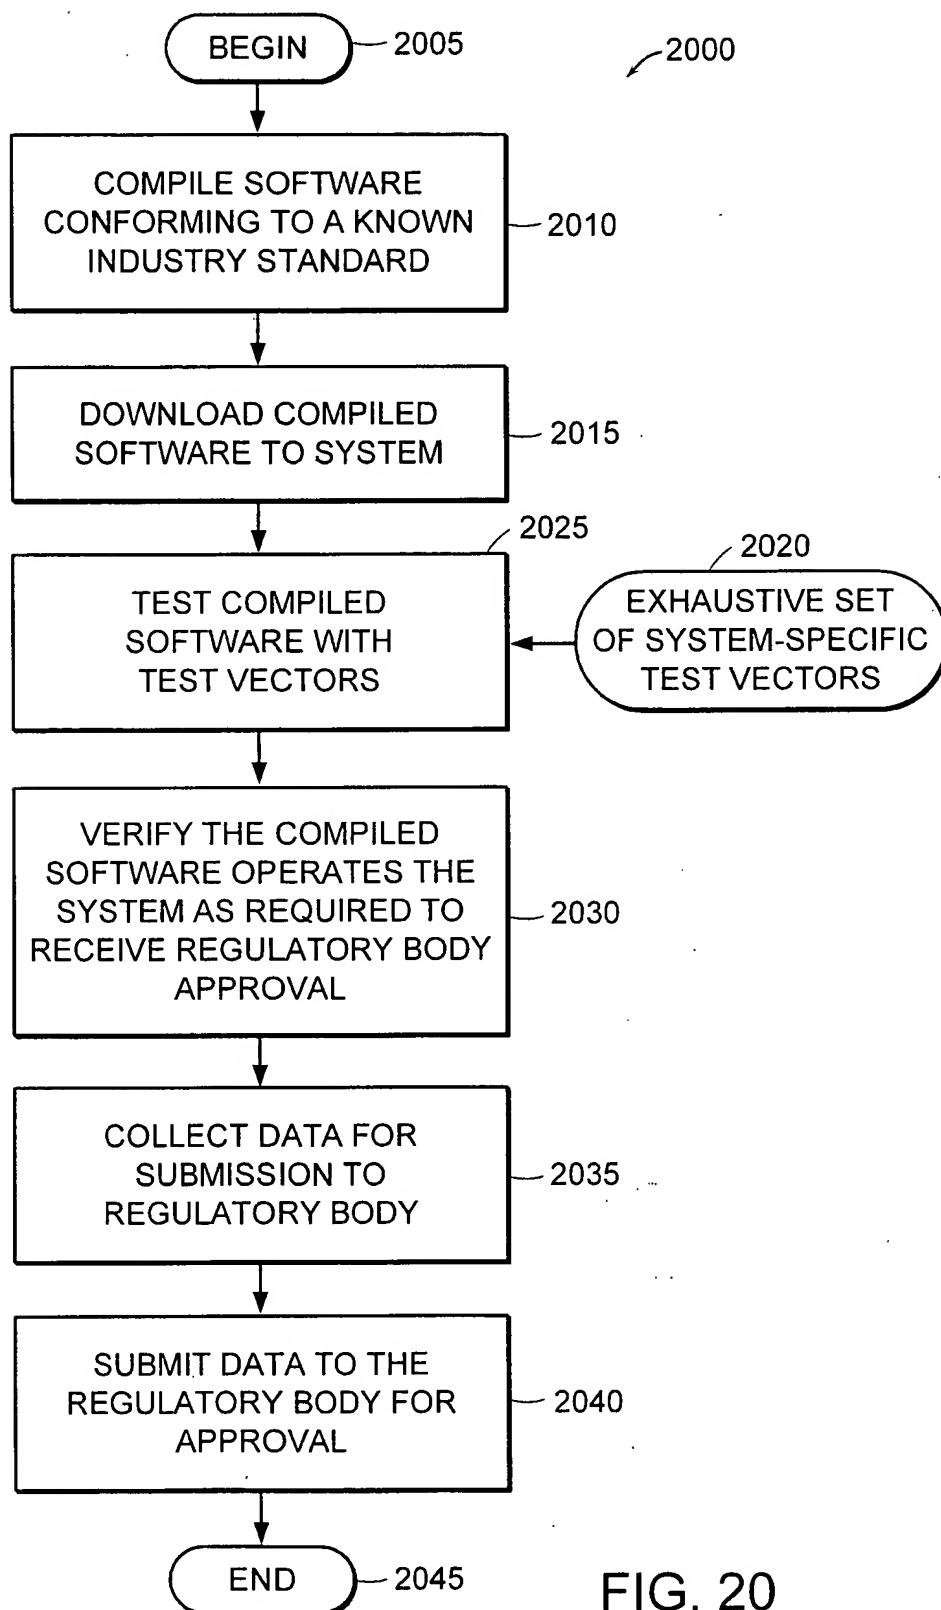 BEGIN
2005
2000
COMPILE SOFTWARE
CONFORMING TO A KNOWN
INDUSTRY STANDARD
2010
DOWNLOAD COMPILED
SOFTWARE TO SYSTEM
2015
2025
TEST COMPILED
SOFTWARE WITH
TEST VECTORS
2020
EXHAUSTIVE SET
OF SYSTEM-SPECIFIC
TEST VECTORS
VERIFY THE COMPILED
SOFTWARE OPERATES THE
SYSTEM AS REQUIRED TO
RECEIVE REGULATORY BODY
APPROVAL
2030
COLLECT DATA FOR
SUBMISSION TO
REGULATORY BODY
2035
SUBMIT DATA TO THE
REGULATORY BODY FOR
APPROVAL
2040
END
2045
FIG. 20